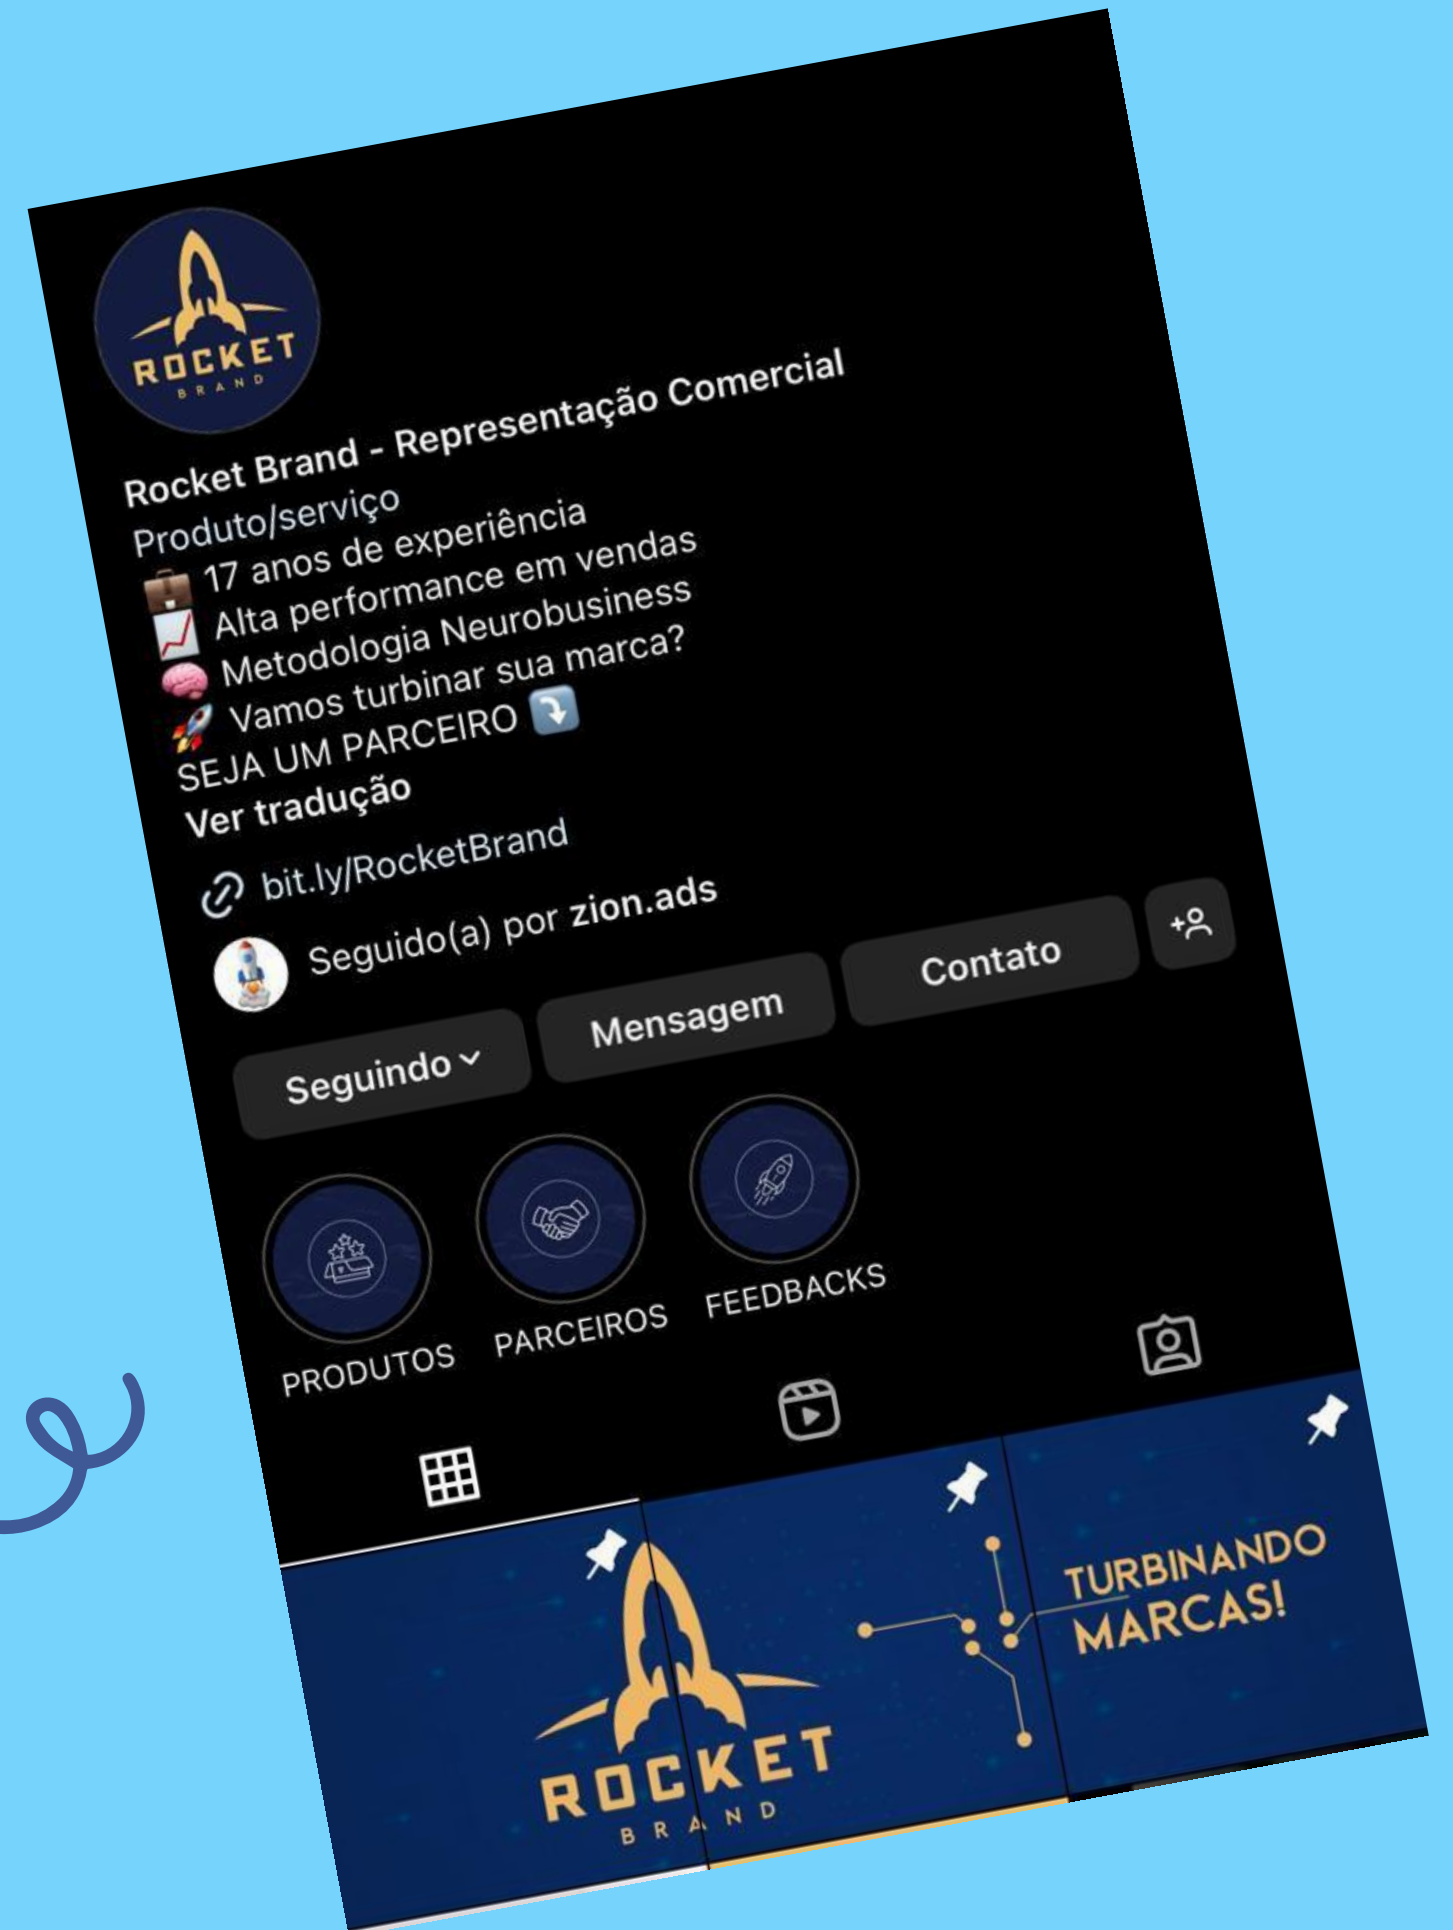 ROCKET
BRAND
Rocket Brand - Representação Comercial
Produto/serviço
💼 17 anos de experiência
📈 Alta performance em vendas
🧠 Metodologia Neurobusiness
🚀 Vamos turbinar sua marca?
SEJA UM PARCEIRO ⤵️
Ver tradução
bit.ly/RocketBrand
Seguido(a) por zion.ads
Seguindo
Mensagem
Contato
PRODUTOS
PARCEIROS
FEEDBACKS
ROCKET
BRAND
TURBINANDO
MARCAS!